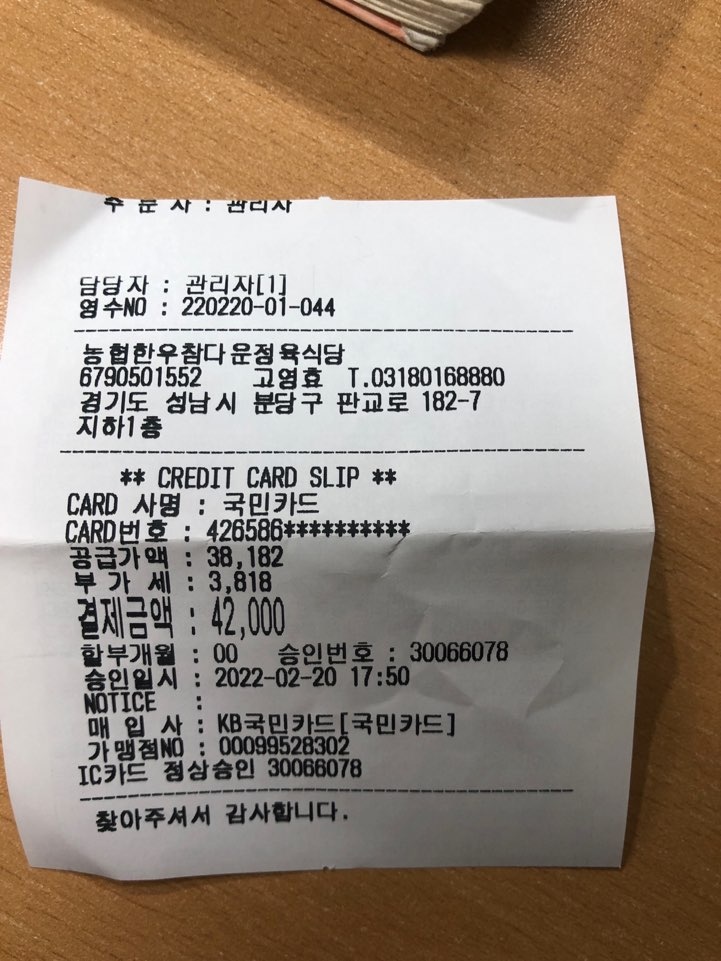 주 문 자 : 관리자
담당자 : 관리자[1]
영수NO : 220220-01-044
농협한우참다운정육식당
6790501552 고영효 T.03180168880
경기도 성남시 분당구 판교로 182-7
지하1층
** CREDIT CARD SLIP **
CARD 사명 : 국민카드
CARD번호 : 426586**********
공급가액 : 38,182
부 가 세 : 3,818
결제금액 : 42,000
할부개월 : 00 승인번호 : 30066078
승인일시 : 2022-02-20 17:50
NOTICE :
매 입 사 : KB국민카드[국민카드]
가맹점NO : 00099528302
IC카드 정상승인 30066078
찾아주셔서 감사합니다.